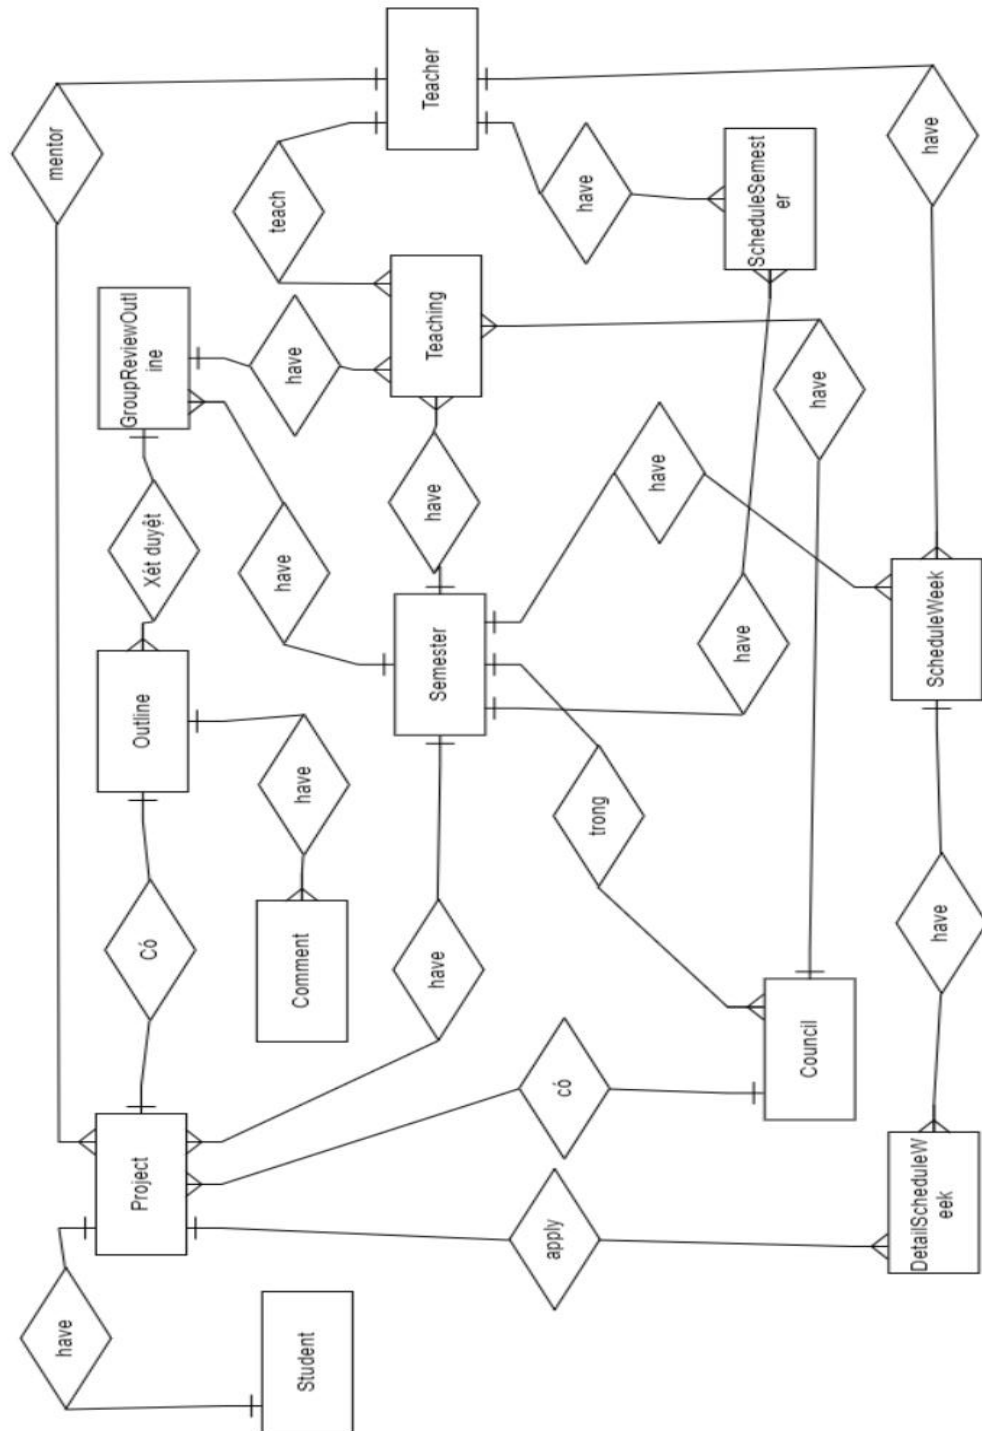 have
mentor
Project
Có
Outline
Xét duyệt
GroupReviewOutl
ine
Student
Comment
have
have
have
teach
have
Semester
have
Teaching
Teacher
apply
có
trong
have
have
have
ScheduleSemest
er
Council
have
DetailScheduleW
eek
have
ScheduleWeek
have